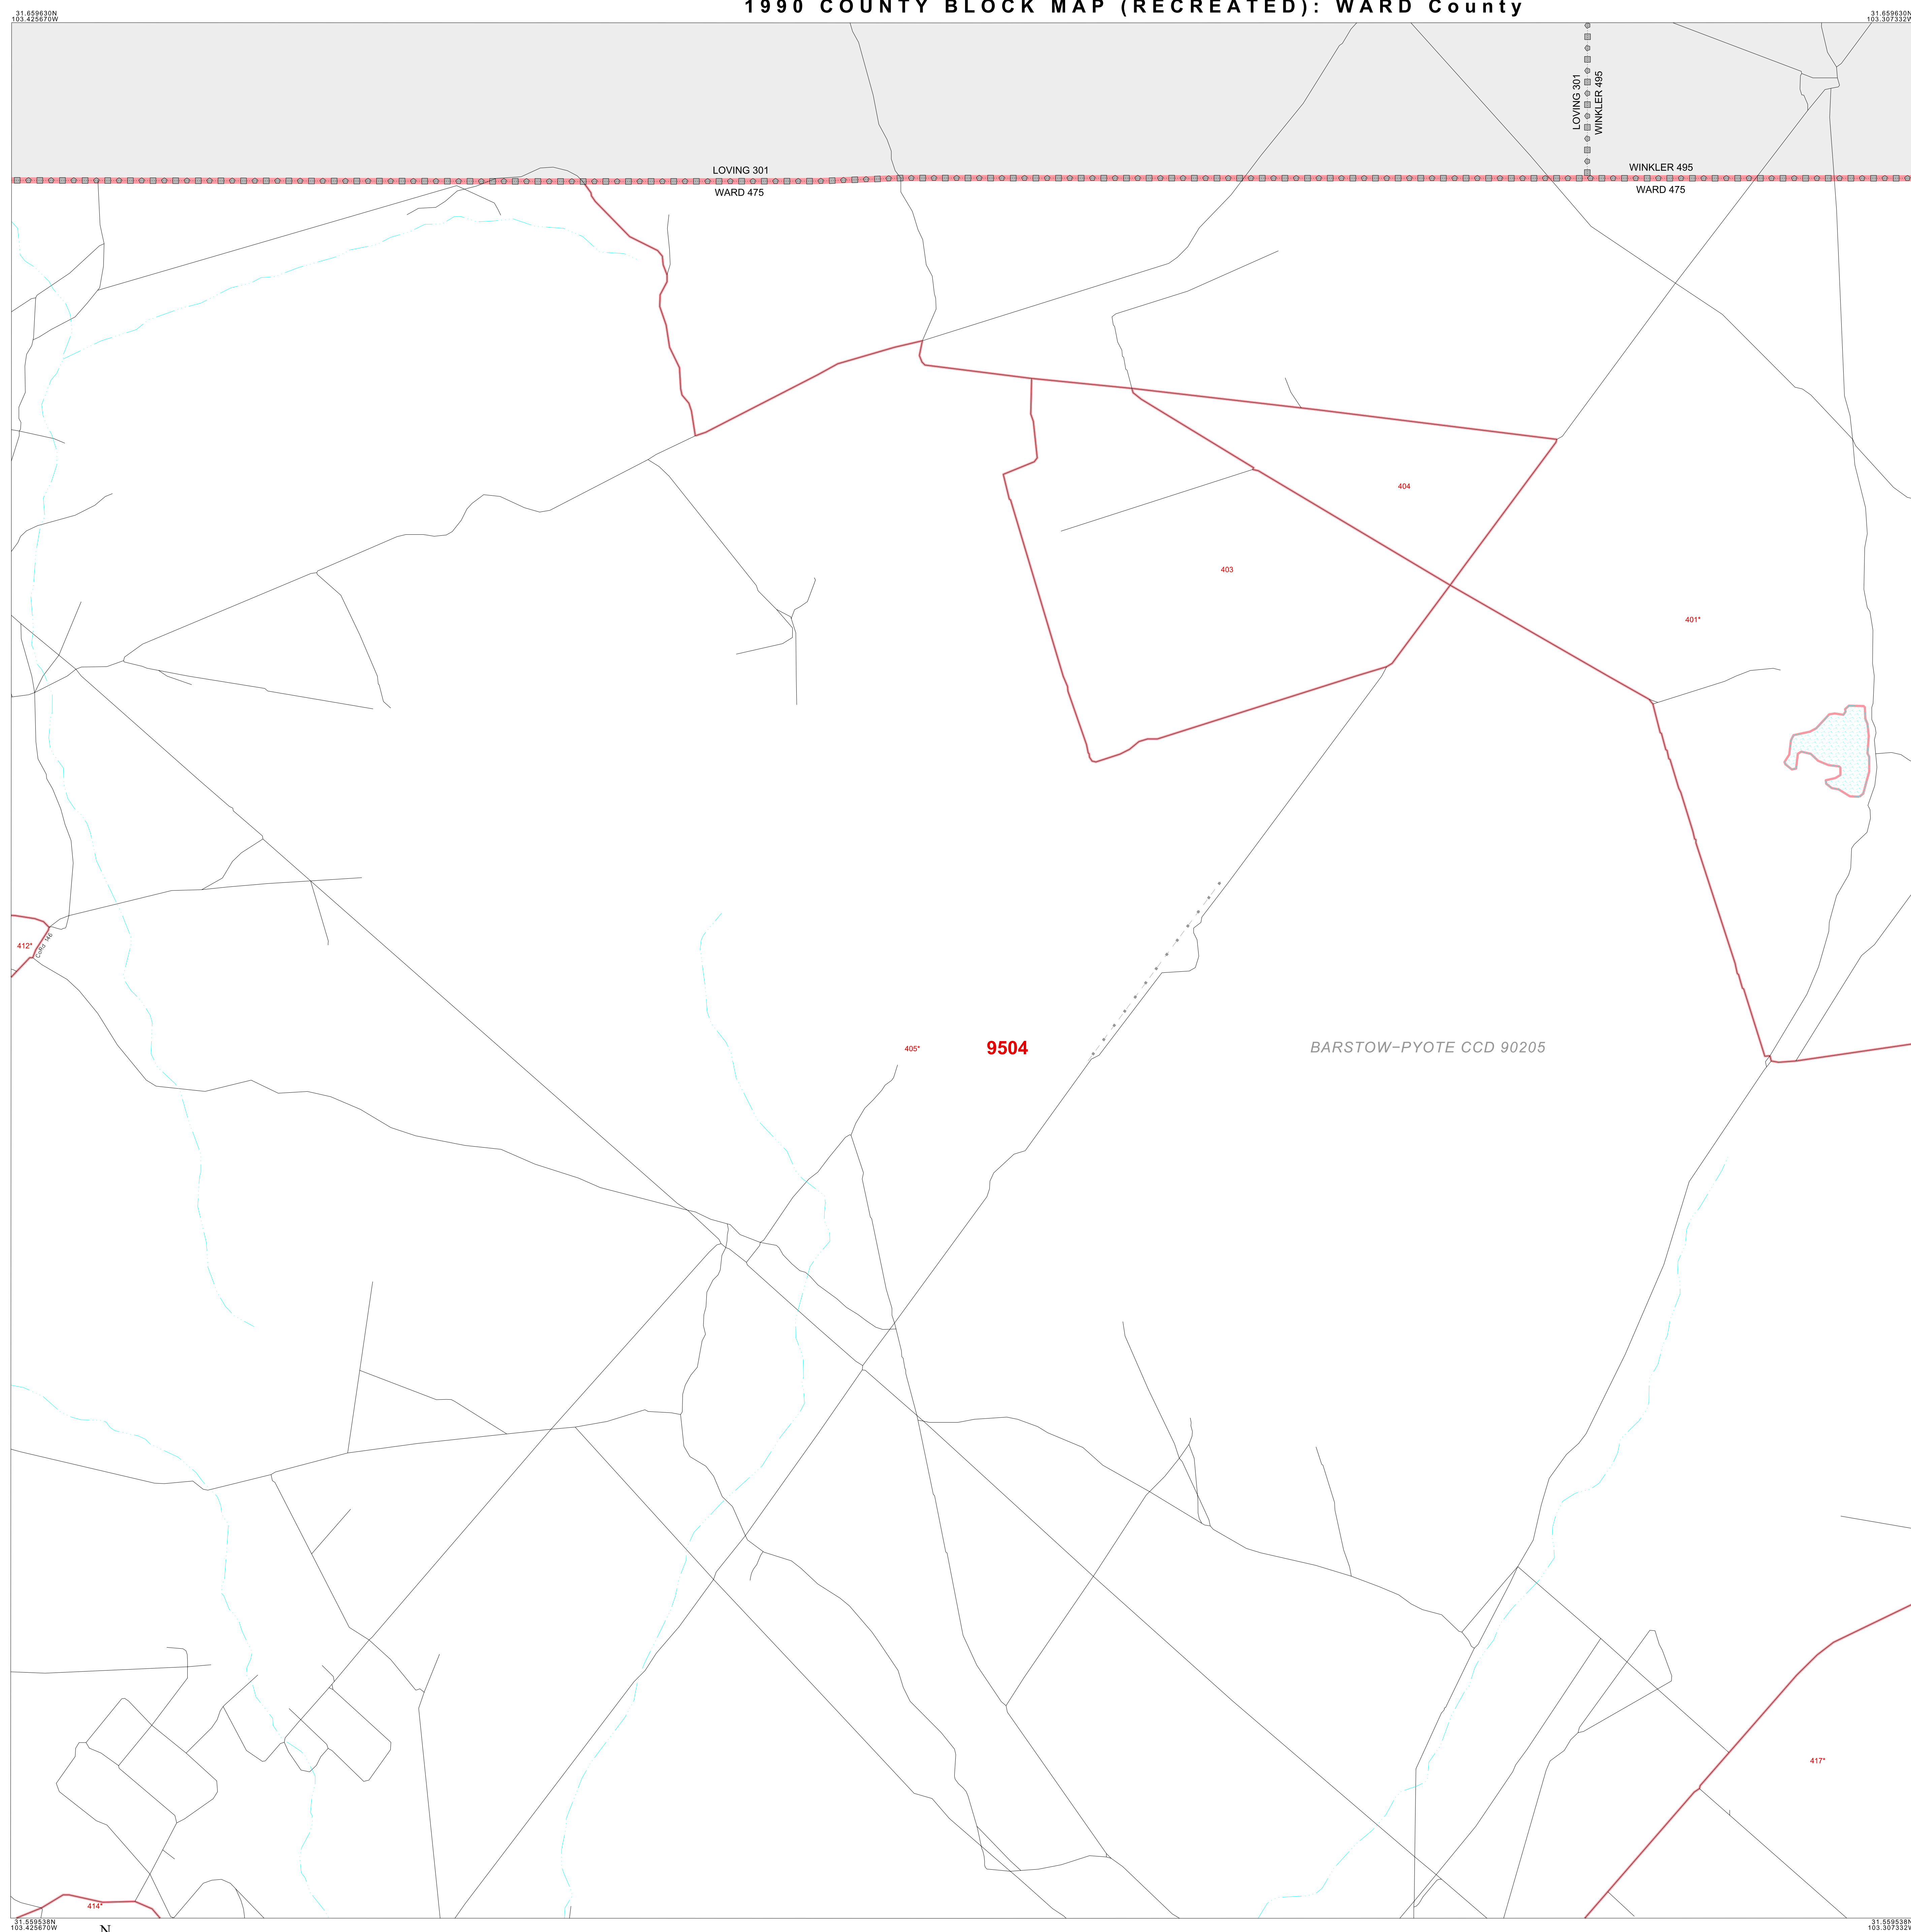 1990 COUNTY BLOCK MAP (RECREATED): WARD County
31.659630N
103.425670W
31.659630N
103.307332W
LOVING 301
WINKLER 495
LOVING 301
WARD 475
WINKLER 495
WARD 475
404
403
401*
412*
CoRd 146
405*
9504
BARSTOW-PYOTE CCD 90205
417*
414*
31.559538N
103.425670W
N
31.559538N
103.307332W